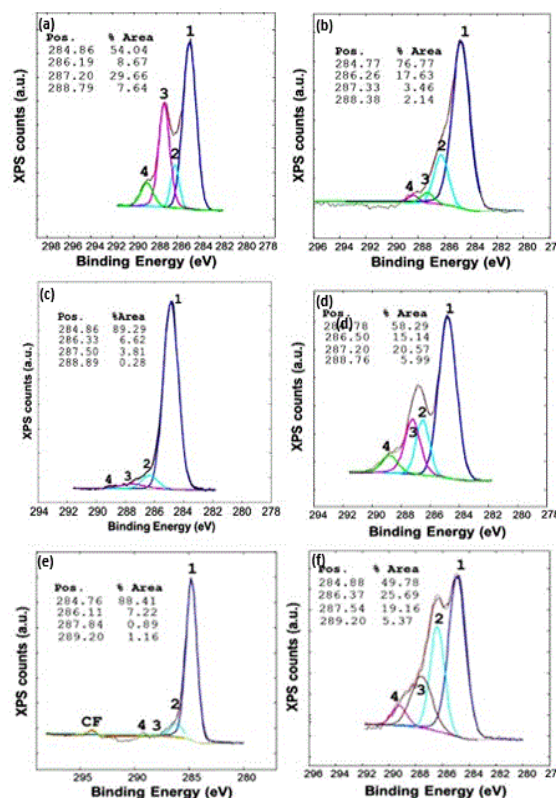 (a)
Pos. % Area
284.86 54.04
286.19 8.67
287.20 29.66
288.79 7.64
1
3
2
4
XPS counts (a.u.)
298 296 294 292 290 288 286 284 282 280 278
Binding Energy (eV)
(b)
Pos. % Area
284.77 76.77
286.26 17.63
287.33 3.46
288.38 2.14
1
2
3
4
XPS counts (a.u.)
296 294 292 290 288 286 284 282 280 278
Binding Energy (eV)
(c)
Pos. %Area
284.86 89.29
286.33 6.62
287.50 3.81
288.89 0.28
1
2
3
4
XPS counts (a.u.)
294 292 290 288 286 284 282 280 278
Binding Energy (eV)
(d)
Pos. % Area
(d) .78 58.29
286.50 15.14
287.20 20.57
288.76 5.99
1
2
3
4
XPS counts (a.u.)
294 292 290 288 286 284 282 280 278
Binding Energy (eV)
(e)
Pos. % Area
284.76 88.41
286.11 7.22
287.84 0.89
289.20 1.16
1
2
3
4
CF
XPS counts (a.u.)
295 290 285 280
Binding Energy (eV)
(f)
Pos. % Area
284.88 49.78
286.37 25.69
287.54 19.16
289.20 5.37
1
2
3
4
XPS counts (a.u.)
296 294 292 290 288 286 284 282 280
Binding Energy (eV)